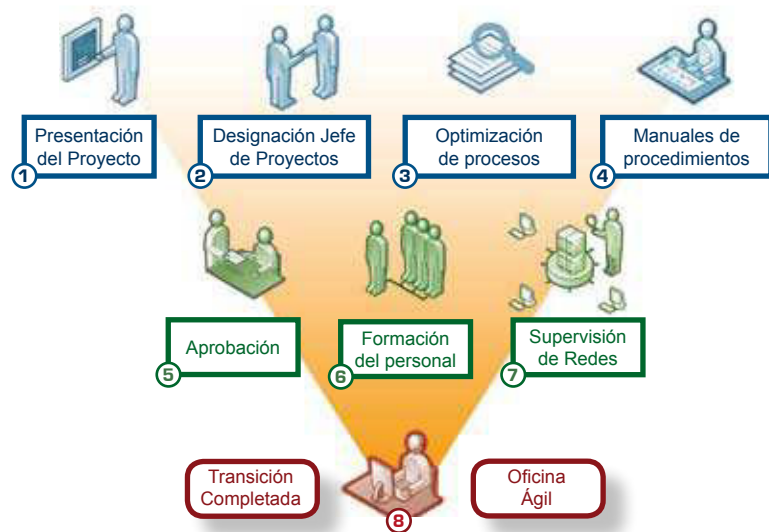 Presentación
del Proyecto
1
Designación Jefe
de Proyectos
2
Optimización
de procesos
3
Manuales de
procedimientos
4
Aprobación
5
Formación
del personal
6
Supervisión
de Redes
7
Transición
Completada
8
Oficina
Ágil